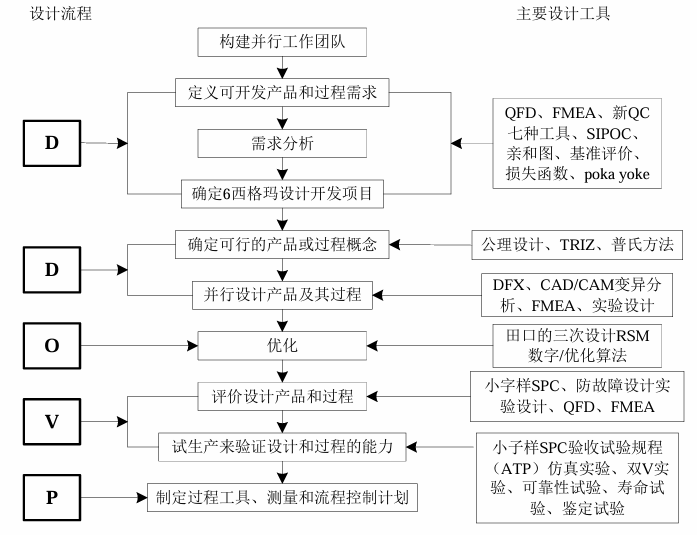 设计流程
主要设计工具
构建并行工作团队
定义可开发产品和过程需求
D
需求分析
QFD、FMEA、新QC
七种工具、SIPOC、
亲和图、基准评价、
损失函数、poka yoke
确定6西格玛设计开发项目
确定可行的产品或过程概念
公理设计、TRIZ、普氏方法
D
并行设计产品及其过程
DFX、CAD/CAM变异分
析、FMEA、实验设计
O
优化
田口的三次设计RSM
数字/优化算法
评价设计产品和过程
小字样SPC、防故障设计实
验设计、QFD、FMEA
V
试生产来验证设计和过程的能力
小子样SPC验收试验规程
（ATP）仿真实验、双V实
验、可靠性试验、寿命试
验、鉴定试验
P
制定过程工具、测量和流程控制计划